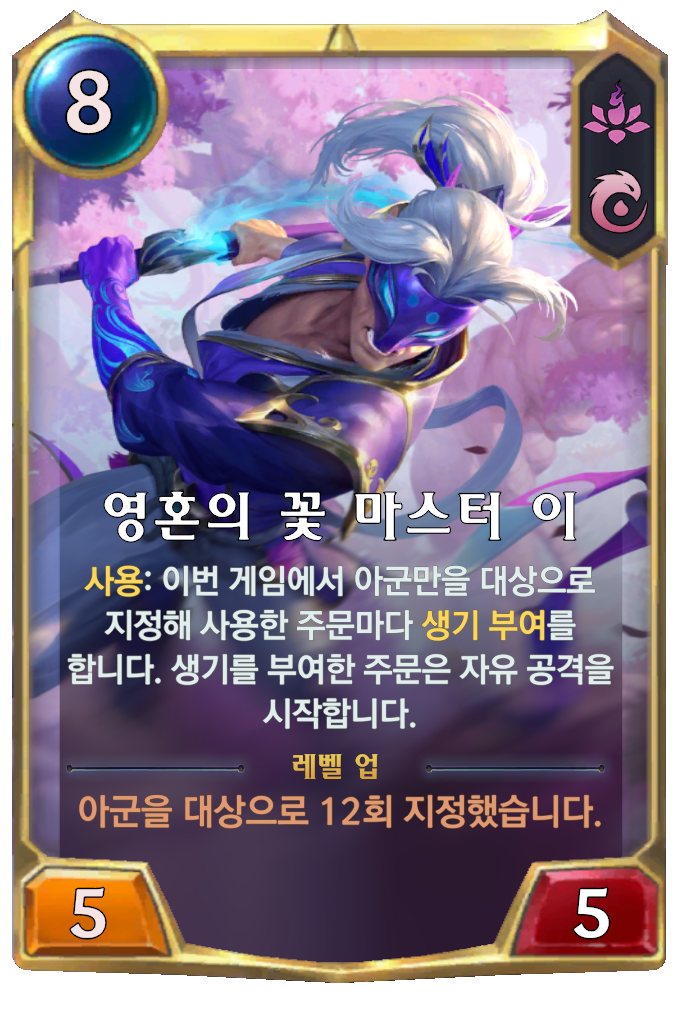 8
영혼의 꽃 마스터 이
사용: 이번 게임에서 아군만을 대상으로
지정해 사용한 주문마다 생기 부여를
합니다. 생기를 부여한 주문은 자유 공격을
시작합니다.
레벨 업
아군을 대상으로 12회 지정했습니다.
5
5